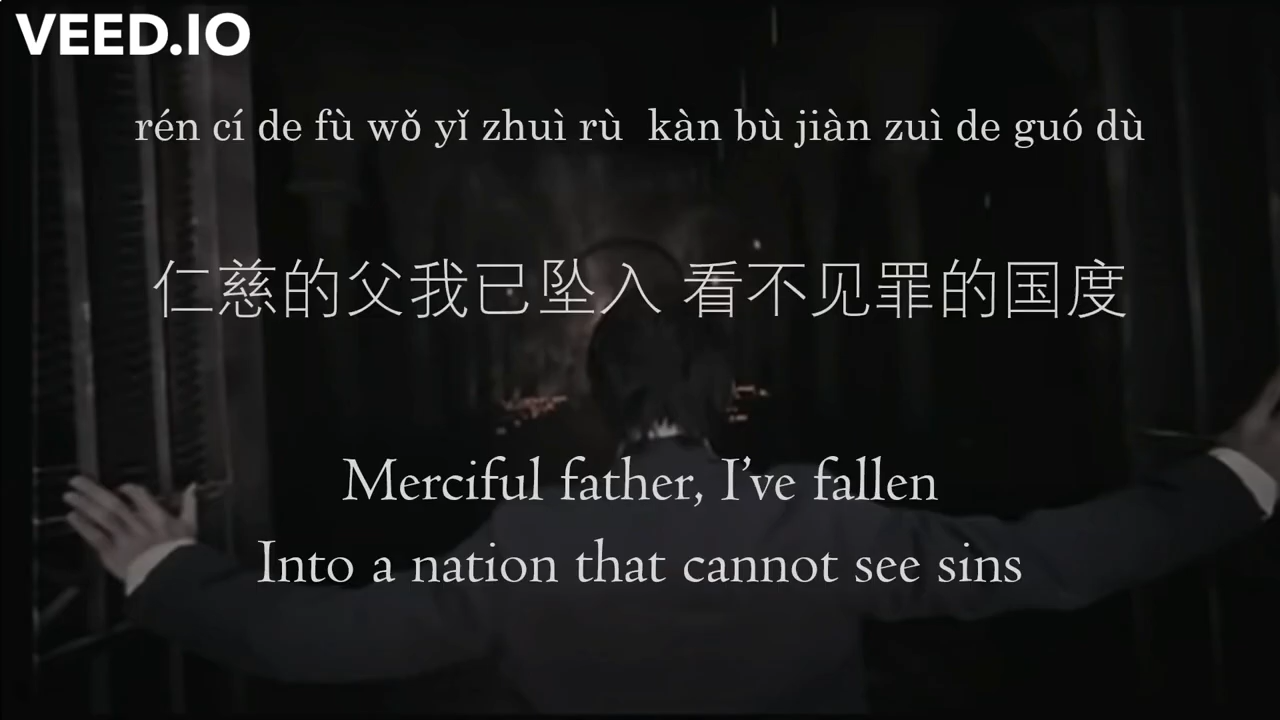 VEED.IO
rén cí de fù wǒ yǐ zhuì rù  kàn bù jiàn zuì de guó dù
仁慈的父我已坠入 看不见罪的国度
Merciful father, I’ve fallen
Into a nation that cannot see sins